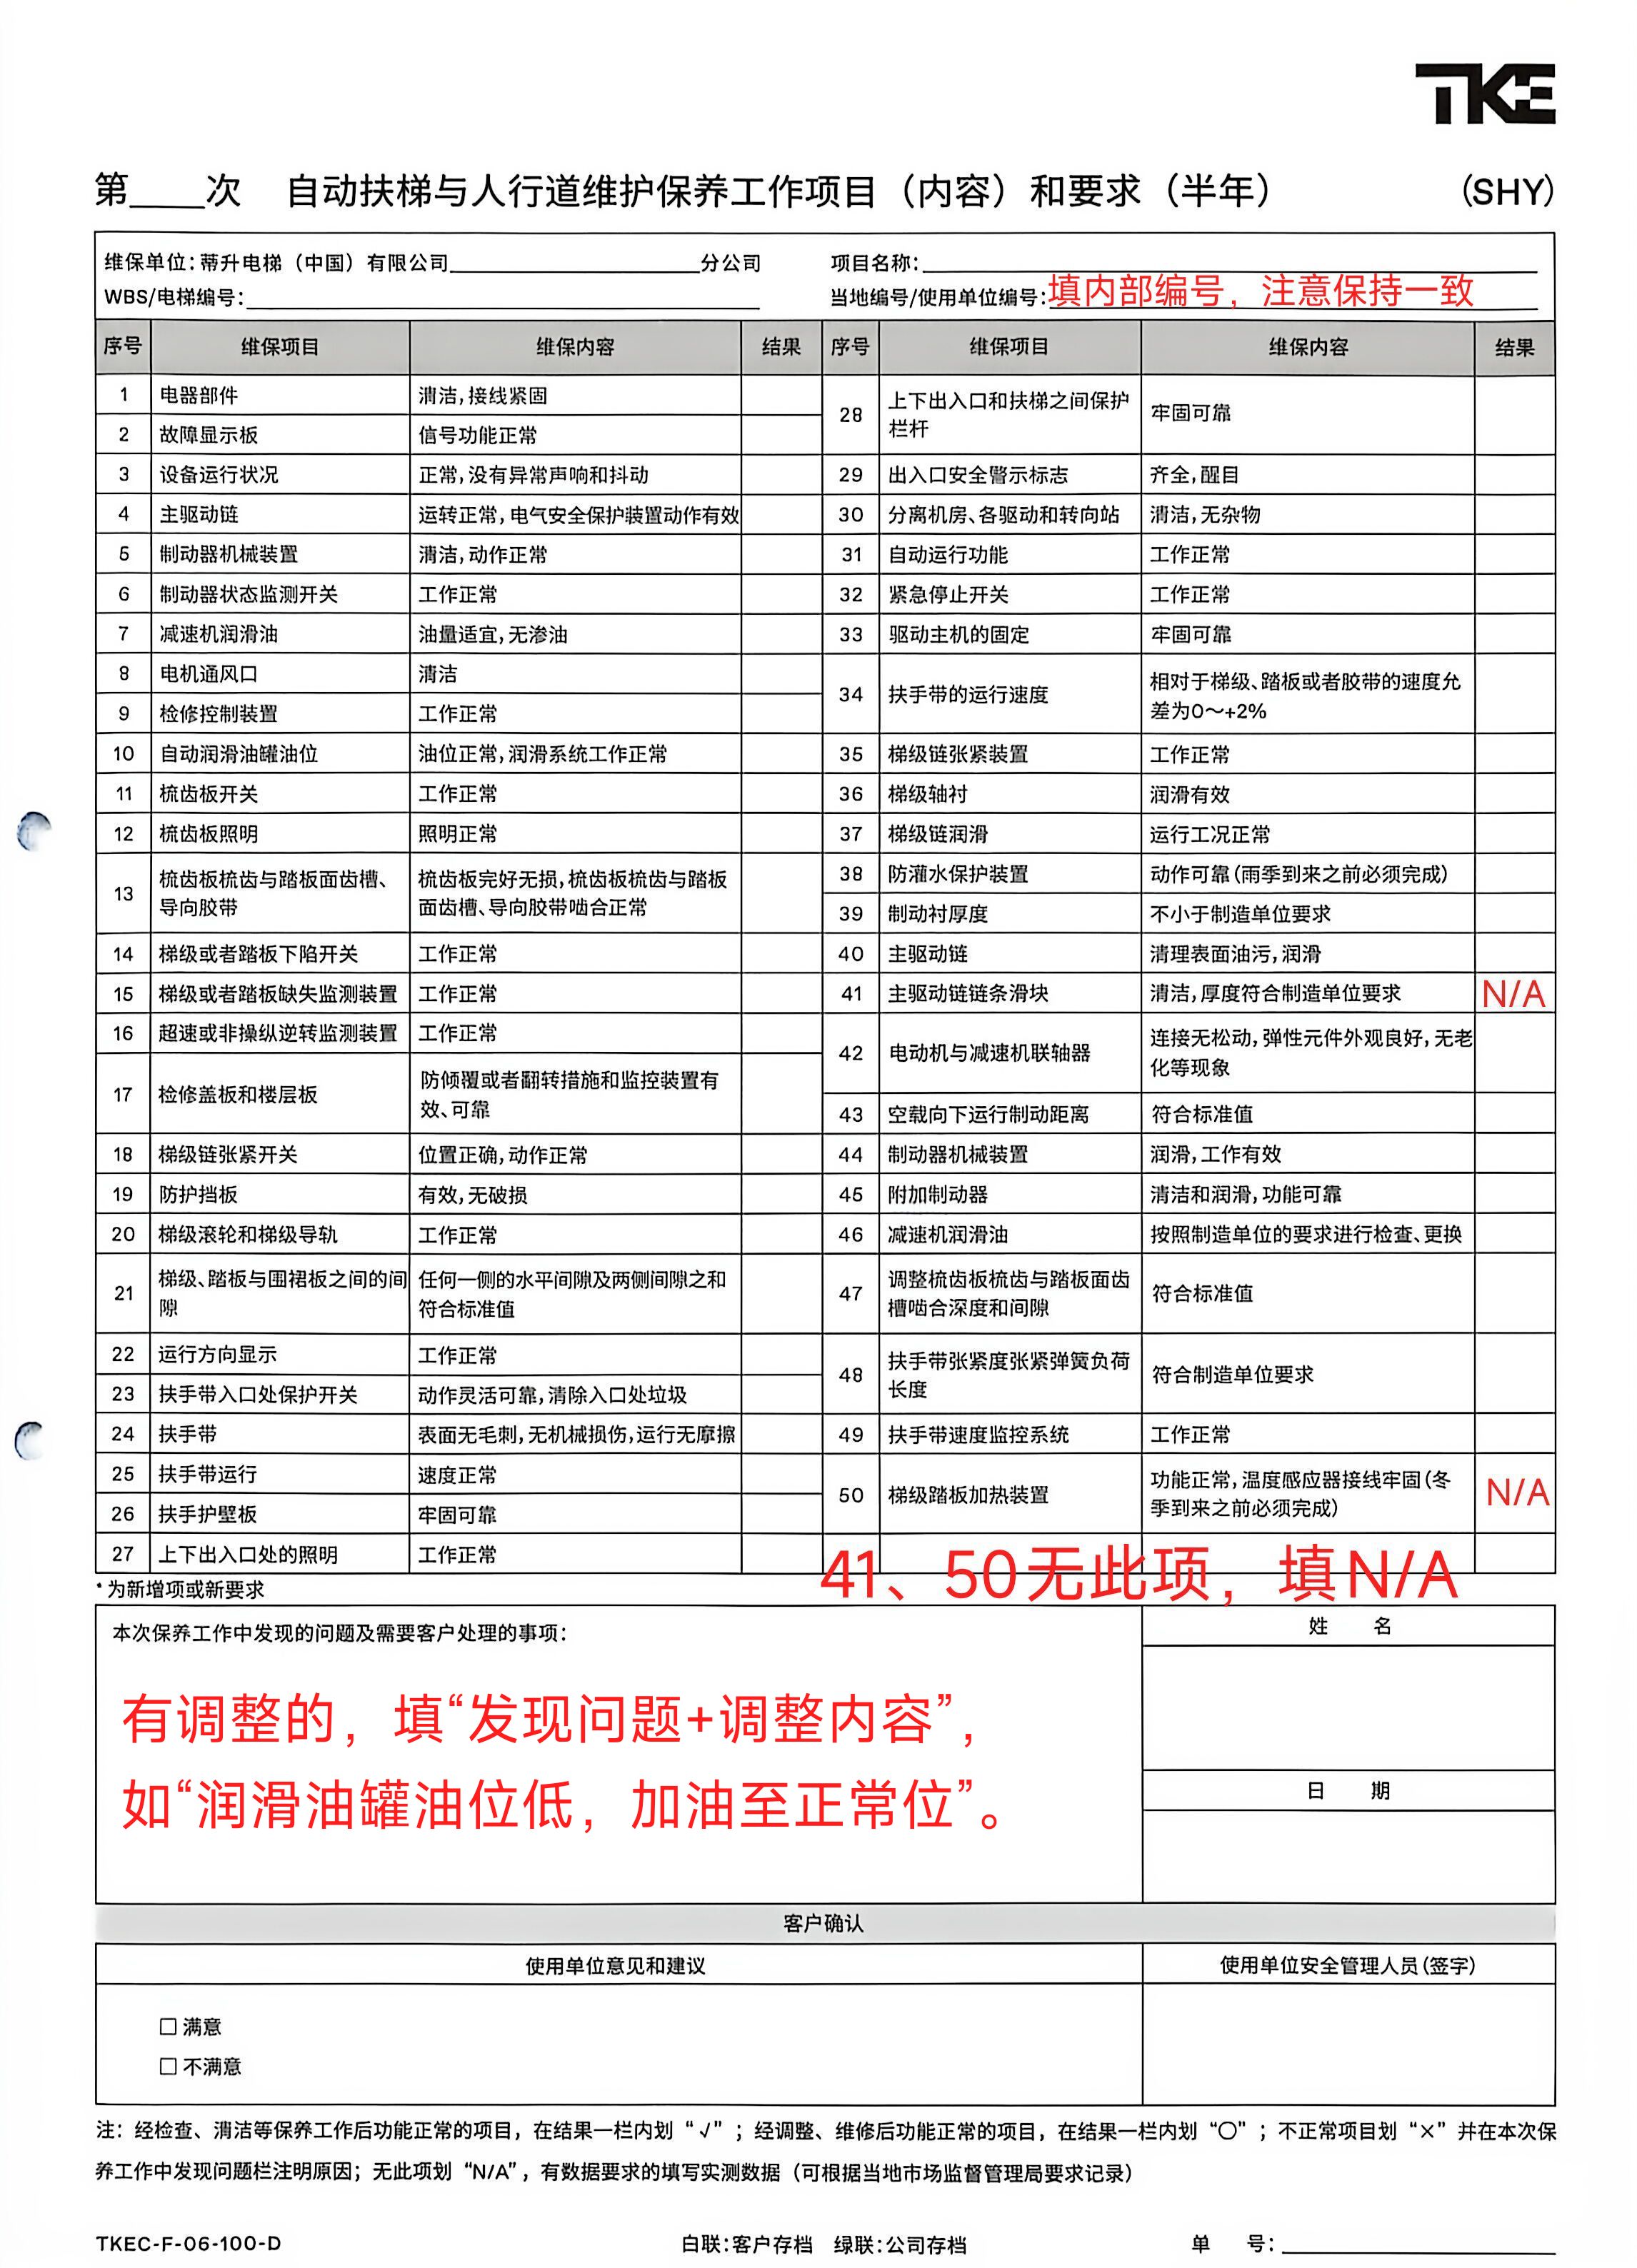 TKE
第____次 自动扶梯与人行道维护保养工作项目（内容）和要求（半年） (SHY)
维保单位：蒂升电梯（中国）有限公司____________分公司 项目名称：____________
WBS/电梯编号：____________ 当地编号/使用单位编号：填内部编号，注意保持一致
序号 维保项目 维保内容 结果 序号 维保项目 维保内容 结果
1 电器部件 清洁，接线紧固
2 故障显示板 信号功能正常
28 上下出入口和扶梯之间保护栏杆 牢固可靠
3 设备运行状况 正常，没有异常声响和抖动 29 出入口安全警示标志 齐全，醒目
4 主驱动链 运转正常，电气安全保护装置动作有效 30 分离机房、各驱动和转向站 清洁，无杂物
5 制动器机械装置 清洁，动作正常 31 自动运行功能 工作正常
6 制动器状态监测开关 工作正常 32 紧急停止开关 工作正常
7 减速机润滑油 油量适宜，无渗油 33 驱动主机的固定 牢固可靠
8 电机通风口 清洁
9 检修控制装置 工作正常
34 扶手带的运行速度 相对于梯级、踏板或者胶带的速度允差为0～+2%
10 自动润滑油罐油位 油位正常，润滑系统工作正常 35 梯级链张紧装置 工作正常
11 梳齿板开关 工作正常 36 梯级轴衬 润滑有效
12 梳齿板照明 照明正常 37 梯级链润滑 运行工况正常
13 梳齿板梳齿与踏板面齿槽、导向胶带 梳齿板完好无损，梳齿板梳齿与踏板面齿槽、导向胶带啮合正常
38 防灌水保护装置 动作可靠（雨季到来之前必须完成）
39 制动衬厚度 不小于制造单位要求
14 梯级或者踏板下陷开关 工作正常 40 主驱动链 清理表面油污，润滑
15 梯级或者踏板缺失监测装置 工作正常 41 主驱动链链条滑块 清洁，厚度符合制造单位要求 N/A
16 超速或非操纵逆转监测装置 工作正常
42 电动机与减速机联轴器 连接无松动，弹性元件外观良好，无老化等现象
17 检修盖板和楼层板 防倾覆或者翻转措施和监控装置有效、可靠
43 空载向下运行制动距离 符合标准值
18 梯级链张紧开关 位置正确，动作正常 44 制动器机械装置 润滑，工作有效
19 防护挡板 有效，无破损 45 附加制动器 清洁和润滑，功能可靠
20 梯级滚轮和梯级导轨 工作正常 46 减速机润滑油 按照制造单位的要求进行检查、更换
21 梯级、踏板与围裙板之间的间隙 任何一侧的水平间隙及两侧间隙之和符合标准值 47 调整梳齿板梳齿与踏板面齿槽啮合深度和间隙 符合标准值
22 运行方向显示 工作正常
23 扶手带入口处保护开关 动作灵活可靠，清除入口处垃圾
48 扶手带张紧度张紧弹簧负荷长度 符合制造单位要求
24 扶手带 表面无毛刺，无机械损伤，运行无摩擦 49 扶手带速度监控系统 工作正常
25 扶手带运行 速度正常
26 扶手护壁板 牢固可靠
50 梯级踏板加热装置 功能正常，温度感应器接线牢固（冬季到来之前必须完成） N/A
27 上下出入口处的照明 工作正常
41、50无此项，填N/A
*为新增项或新要求
本次保养工作中发现的问题及需要客户处理的事项： 姓 名
有调整的，填“发现问题+调整内容”，
如“润滑油罐油位低，加油至正常位”。
日 期
客户确认
使用单位意见和建议 使用单位安全管理人员（签字）
□ 满意
□ 不满意
注：经检查、清洁等保养工作后功能正常的项目，在结果一栏内划“√”；经调整、维修后功能正常的项目，在结果一栏内划“〇”；不正常项目划“×”并在本次保
养工作中发现问题栏注明原因；无此项划“N/A”，有数据要求的填写实测数据（可根据当地市场监督管理局要求记录）
TKEC-F-06-100-D 白联：客户存档 绿联：公司存档 单 号：____________